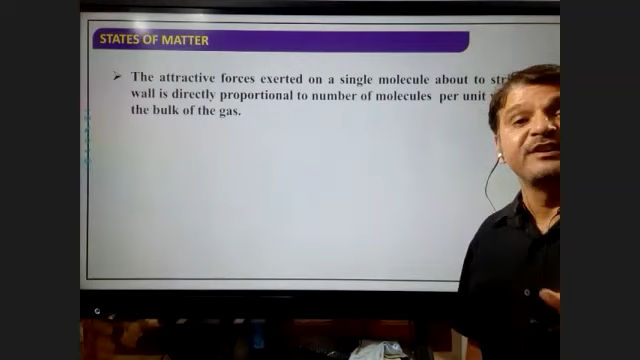 STATES OF MATTER
➢ The attractive forces exerted on a single molecule about to
wall is directly proportional to number of molecules per unit
the bulk of the gas.